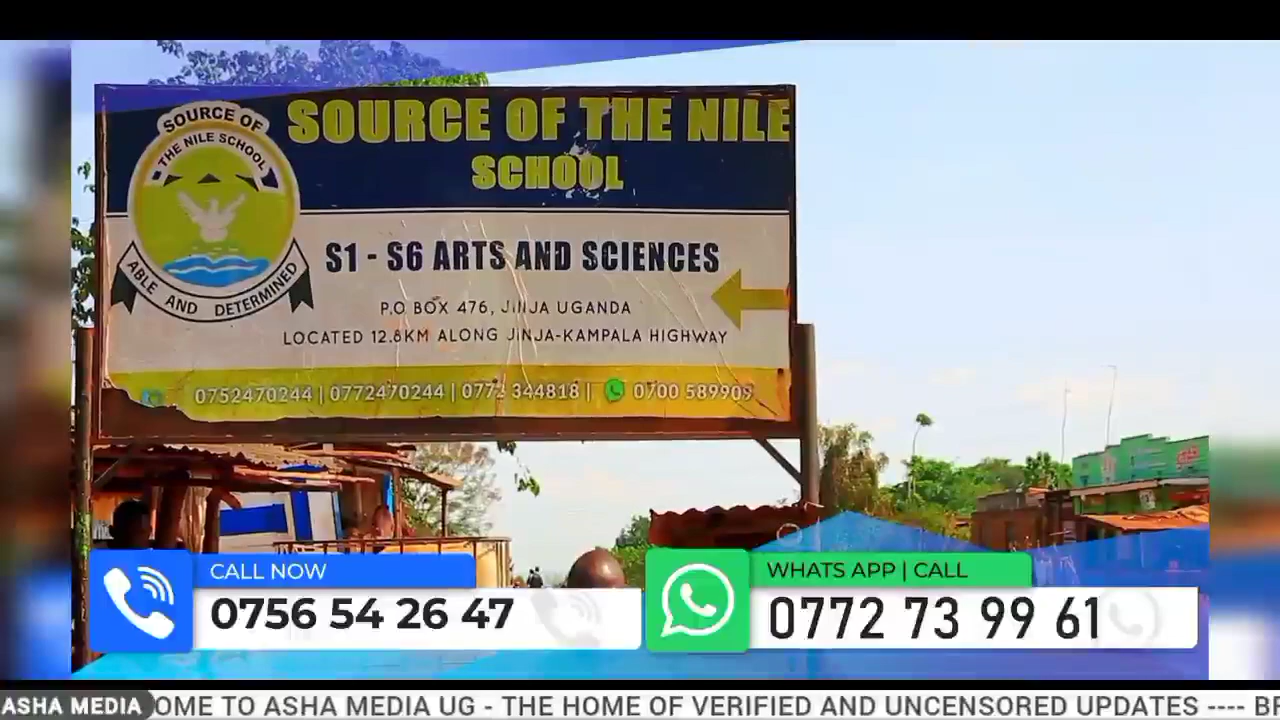 SOURCE OF THE NILE
SCHOOL
SOURCE OF
THE NILE SCHOOL
ABLE AND DETERMINED
S1 - S6 ARTS AND SCIENCES
P.O BOX 476, JINJA UGANDA
LOCATED 12.8KM ALONG JINJA-KAMPALA HIGHWAY
0752470244 | 0772470244 | 0772 344818 | 0700 589909
CALL NOW
0756 54 26 47
WHATS APP | CALL
0772 73 99 61
ASHA MEDIA OME TO ASHA MEDIA UG - THE HOME OF VERIFIED AND UNCENSORED UPDATES ---- BR